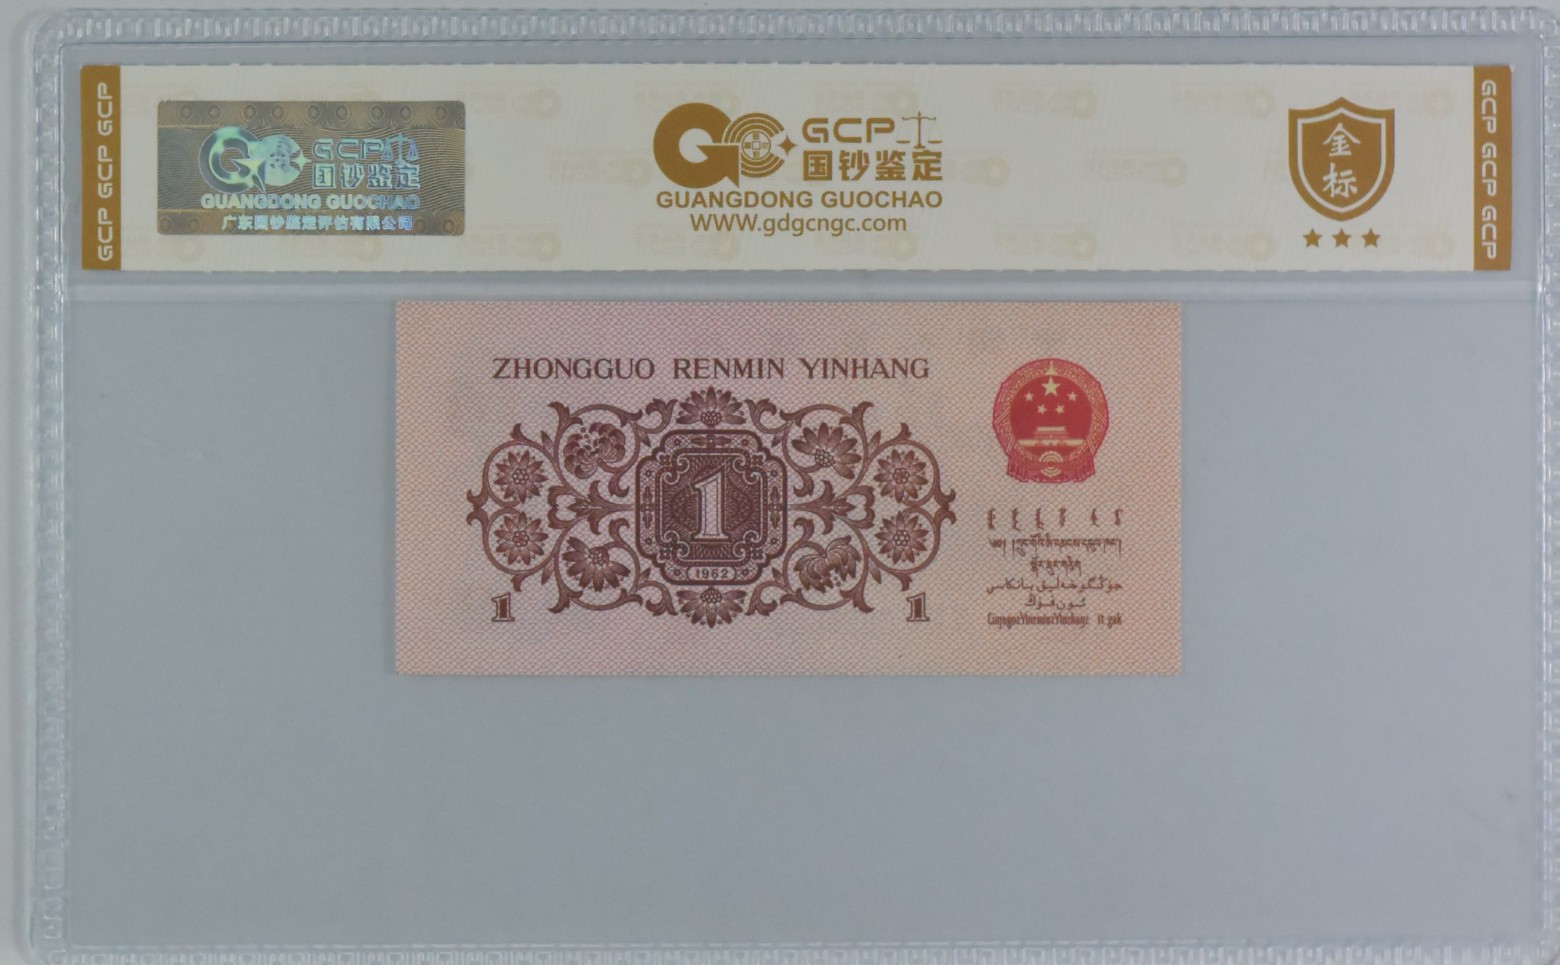 GCP GCP GCP
GCP
国钞鉴定
GUANGDONG GUOCHAO
广东国钞鉴定评估有限公司
GCP
国钞鉴定
GUANGDONG GUOCHAO
WWW.gdgcngc.com
金
标
GCP GCP GCP
ZHONGGUO RENMIN YINHANG
1
1962
1
1